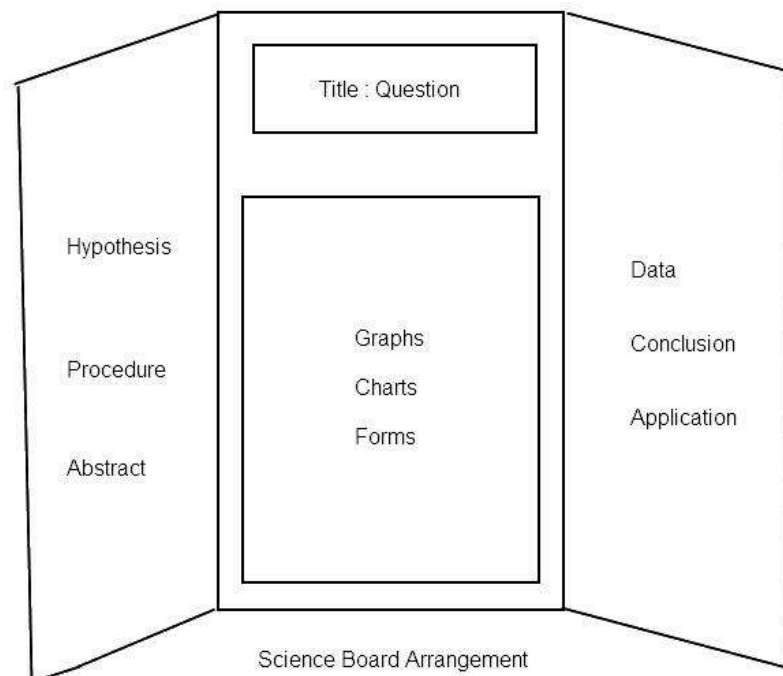 Title : Question
Hypothesis
Procedure
Abstract
Graphs
Charts
Forms
Data
Conclusion
Application
Science Board Arrangement